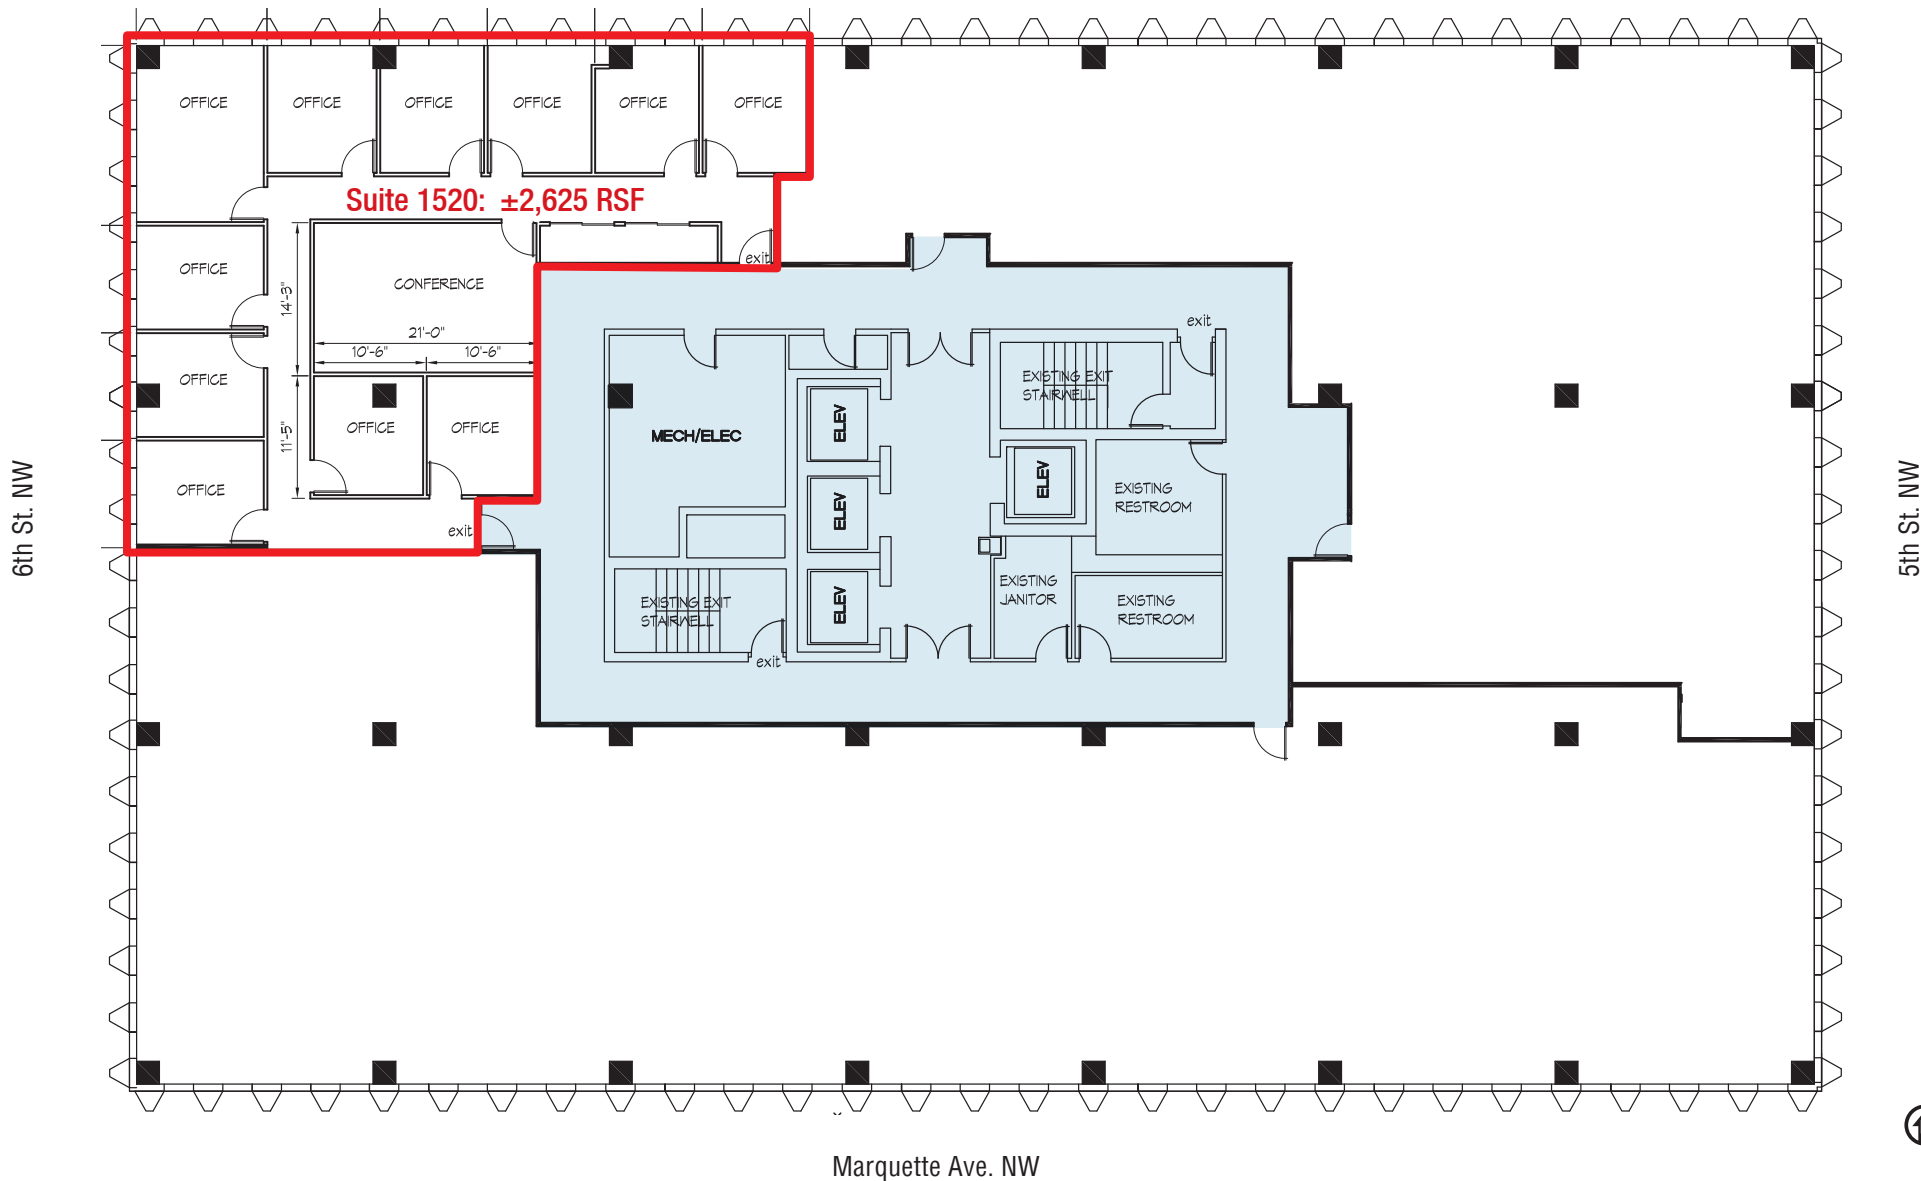 OFFICE
OFFICE
OFFICE
OFFICE
OFFICE
OFFICE
Suite 1520: ±2,625 RSF
exit
OFFICE
CONFERENCE
14'-3"
21'-0"
10'-6"
10'-6"
OFFICE
OFFICE
OFFICE
11'-5"
OFFICE
exit
exit
EXISTING EXIT
STAIRWELL
MECH/ELEC
ELEV
ELEV
ELEV
ELEV
EXISTING
RESTROOM
EXISTING
JANITOR
EXISTING
RESTROOM
EXISTING EXIT
STAIRWELL
exit
6th St. NW
5th St. NW
Marquette Ave. NW